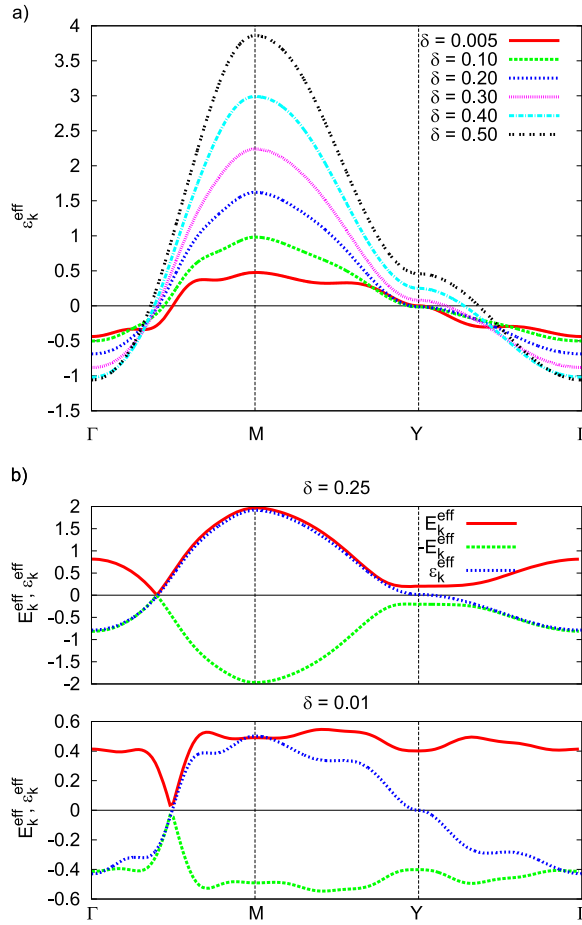 a)
4
3.5
3
2.5
2
1.5
1
0.5
0
-0.5
-1
-1.5
δ = 0.005
δ = 0.10
δ = 0.20
δ = 0.30
δ = 0.40
δ = 0.50
ε_k^eff
Γ M Y Γ
b)
δ = 0.25
2
1.5
1
0.5
0
-0.5
-1
-1.5
-2
E_k^eff
-E_k^eff
ε_k^eff
E_k^eff, ε_k^eff
δ = 0.01
0.6
0.4
0.2
0
-0.2
-0.4
-0.6
E_k^eff, ε_k^eff
Γ M Y Γ